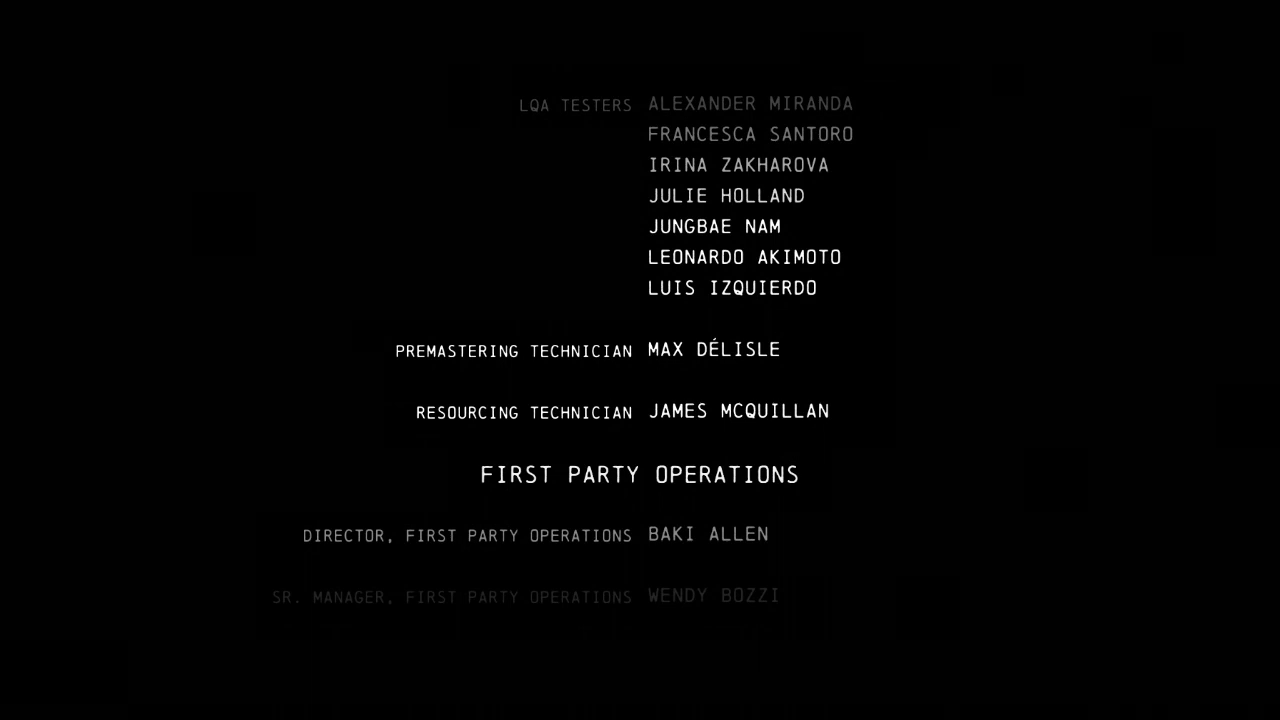 LQA TESTERS ALEXANDER MIRANDA
FRANCESCA SANTORO
IRINA ZAKHAROVA
JULIE HOLLAND
JUNGBAE NAM
LEONARDO AKIMOTO
LUIS IZQUIERDO
PREMASTERING TECHNICIAN MAX DÉLISLE
RESOURCING TECHNICIAN JAMES MCQUILLAN
FIRST PARTY OPERATIONS
DIRECTOR, FIRST PARTY OPERATIONS BAKI ALLEN
SR. MANAGER, FIRST PARTY OPERATIONS WENDY BOZZI